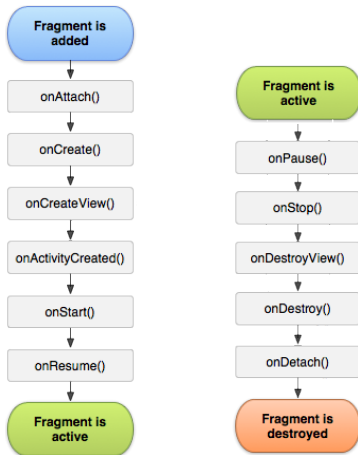 Fragment is
added
onAttach()
onCreate()
onCreateView()
onActivityCreated()
onStart()
onResume()
Fragment is
active
Fragment is
active
onPause()
onStop()
onDestroyView()
onDestroy()
onDetach()
Fragment is
destroyed